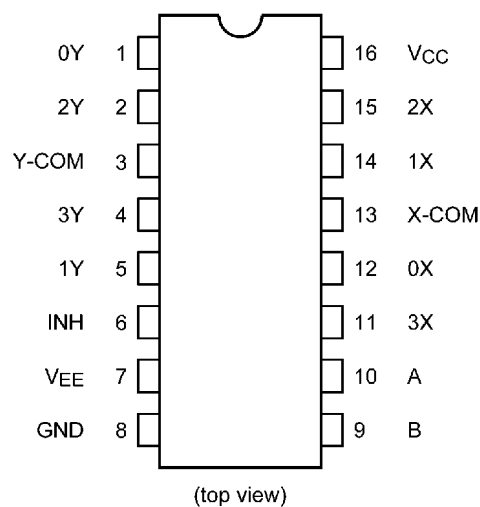 0Y 1 16 VCC
2Y 2 15 2X
Y-COM 3 14 1X
3Y 4 13 X-COM
1Y 5 12 0X
INH 6 11 3X
VEE 7 10 A
GND 8 9 B
(top view)